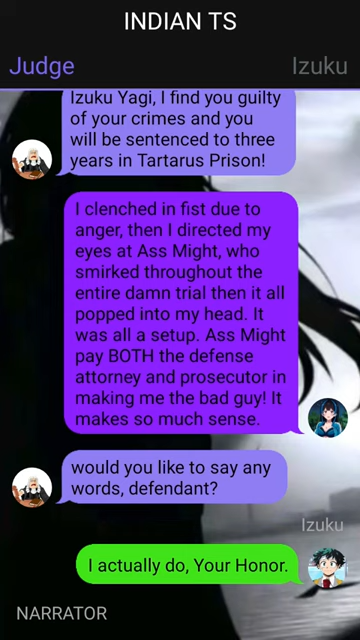 INDIAN TS
Judge
Izuku
Izuku Yagi, I find you guilty
of your crimes and you
will be sentenced to three
years in Tartarus Prison!
I clenched in fist due to
anger, then I directed my
eyes at Ass Might, who
smirked throughout the
entire damn trial then it all
popped into my head. It
was all a setup. Ass Might
pay BOTH the defense
attorney and prosecutor in
making me the bad guy! It
makes so much sense.
would you like to say any
words, defendant?
Izuku
I actually do, Your Honor.
NARRATOR